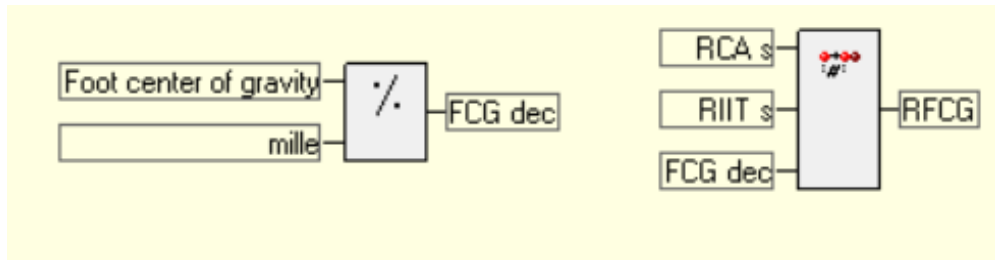 Foot center of gravity
mille
FCG dec
RCA s
RIIT s
FCG dec
RFCG